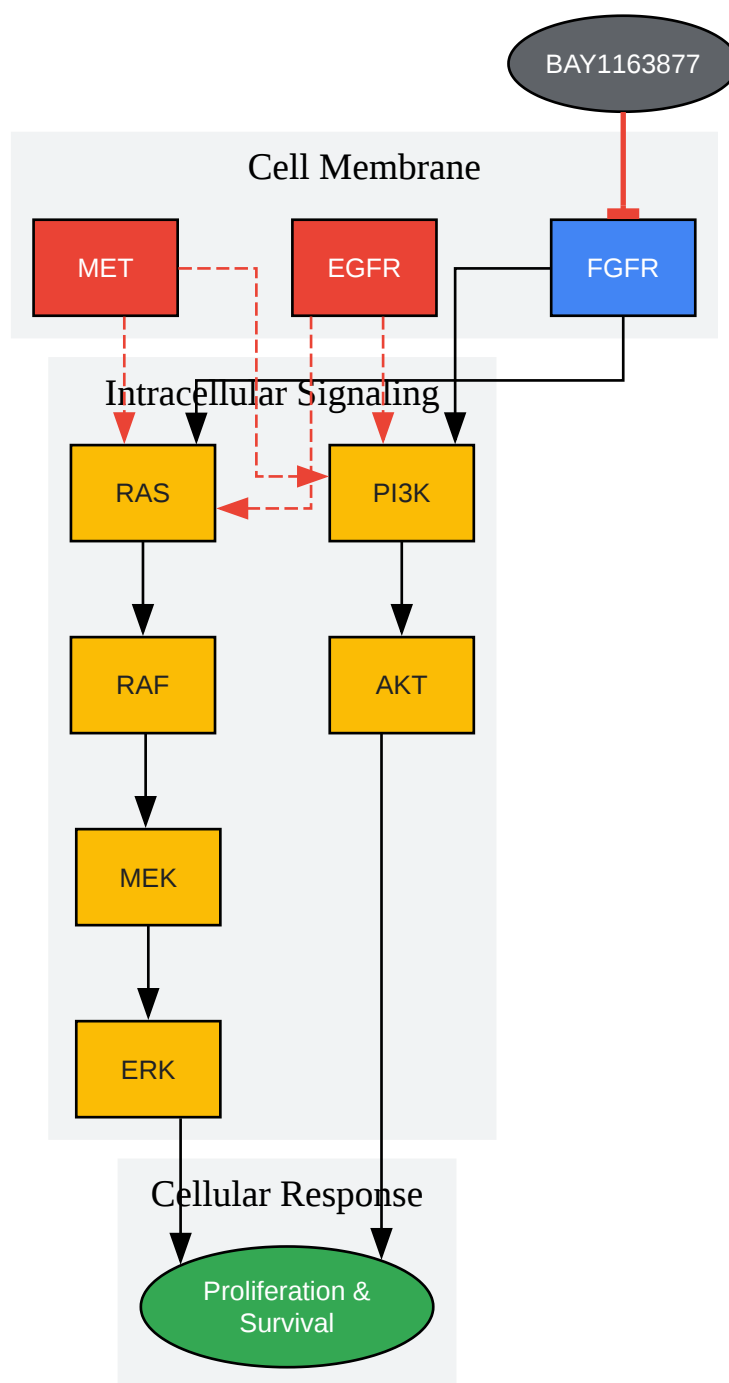 BAY1163877
Cell Membrane
MET
EGFR
FGFR
Intracellular Signaling
RAS
PI3K
RAF
AKT
MEK
ERK
Cellular Response
Proliferation &
Survival